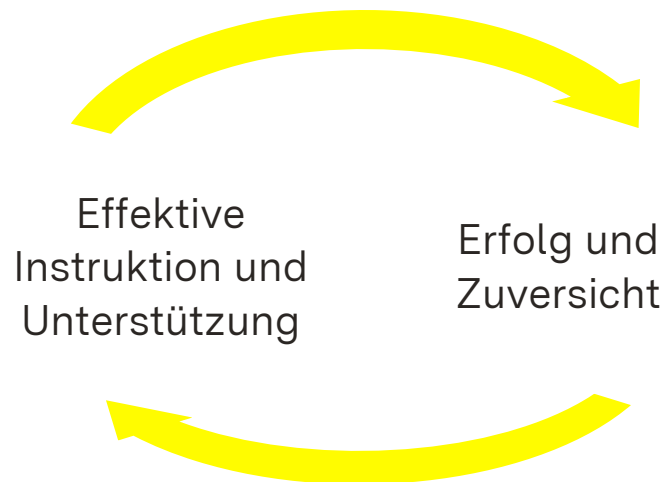 Effektive
Instruktion und
Unterstützung
Erfolg und
Zuversicht